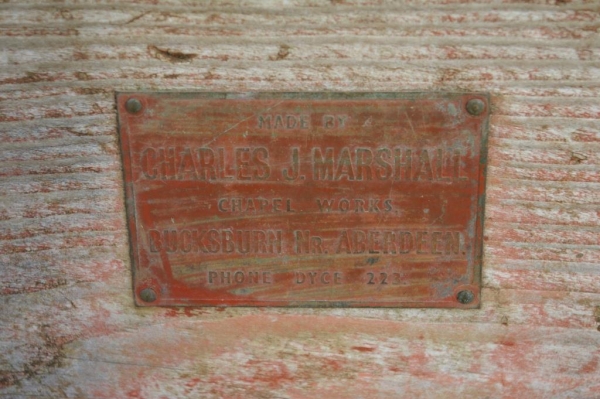 MADE BY
CHARLES J. MARSHALL
CHAPEL WORKS
BUCKSBURN NR. ABERDEEN.
PHONE DYCE 223